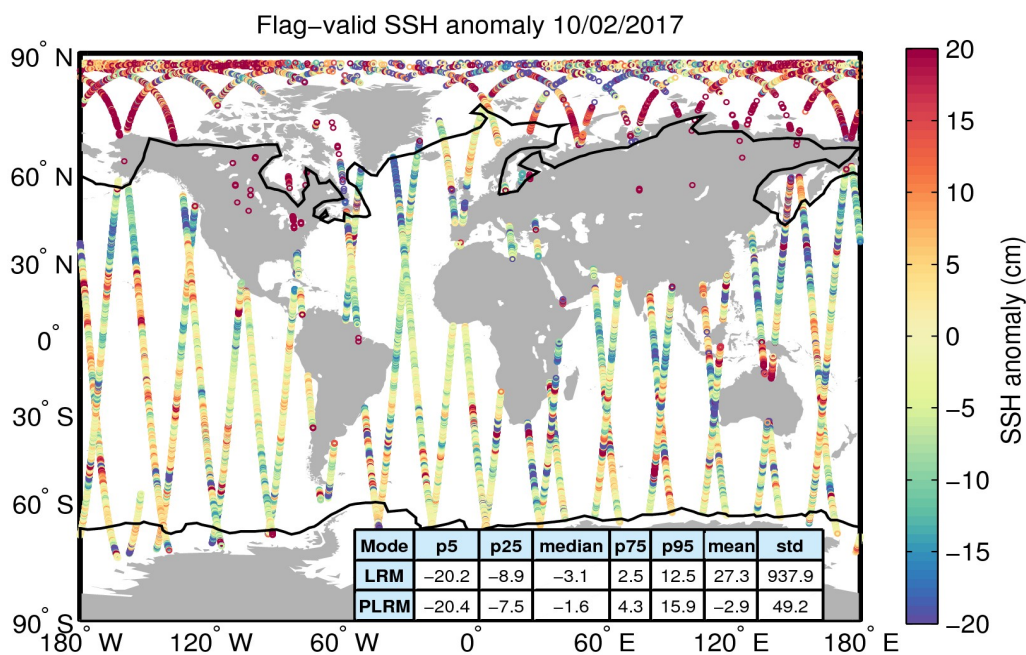 Flag−valid SSH anomaly 10/02/2017
90° N
60° N
30° N
0°
30° S
60° S
90° S
180° W
120° W
60° W
0°
60° E
120° E
180° E
20
15
10
5
0
−5
−10
−15
−20
SSH anomaly (cm)
Mode p5 p25 median p75 p95 mean std
LRM −20.2 −8.9 −3.1 2.5 12.5 27.3 937.9
PLRM −20.4 −7.5 −1.6 4.3 15.9 −2.9 49.2